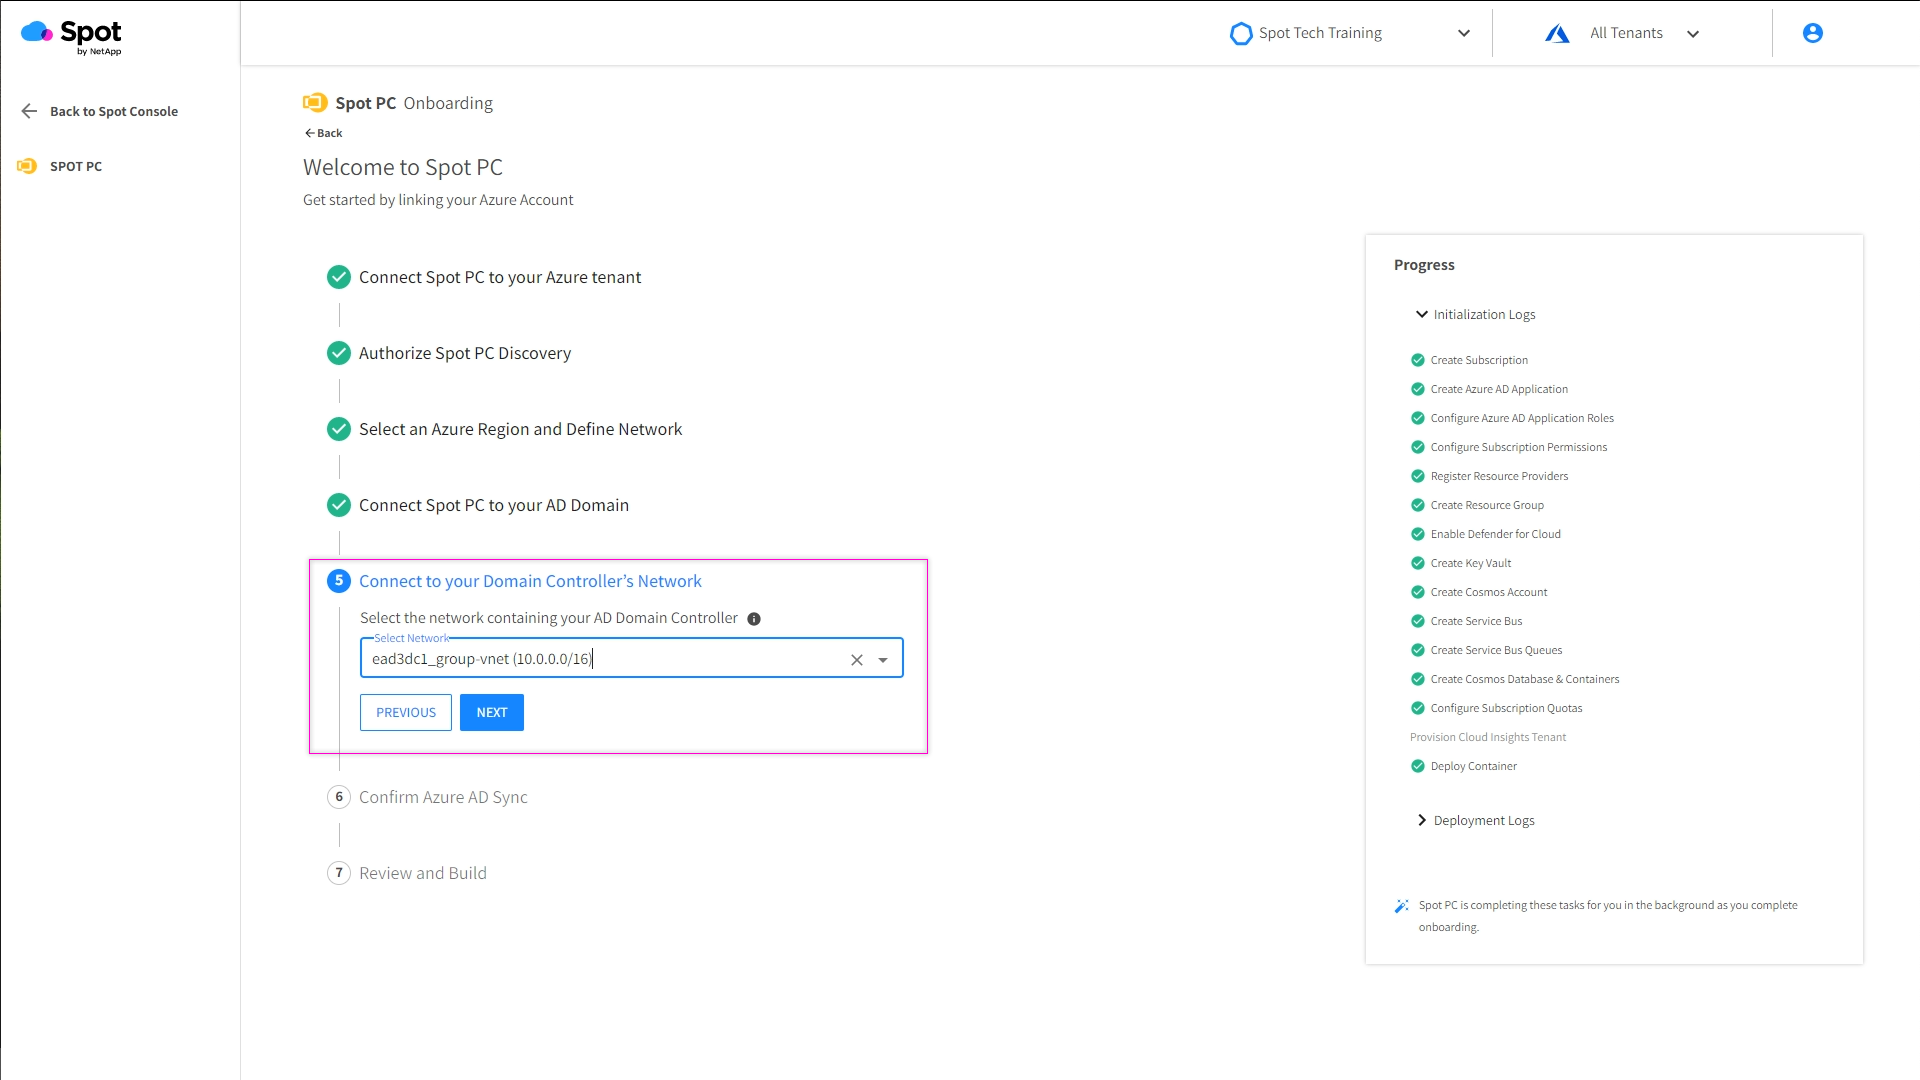 Spot
by NetApp
Spot Tech Training
All Tenants
Back to Spot Console
SPOT PC
Spot PC Onboarding
Back
Welcome to Spot PC
Get started by linking your Azure Account
Connect Spot PC to your Azure tenant
Authorize Spot PC Discovery
Select an Azure Region and Define Network
Connect Spot PC to your AD Domain
5 Connect to your Domain Controller’s Network
Select the network containing your AD Domain Controller
Select Network
ead3dc1_group-vnet (10.0.0.0/16)
PREVIOUS NEXT
6 Confirm Azure AD Sync
7 Review and Build
Progress
Initialization Logs
Create Subscription
Create Azure AD Application
Configure Azure AD Application Roles
Configure Subscription Permissions
Register Resource Providers
Create Resource Group
Enable Defender for Cloud
Create Key Vault
Create Cosmos Account
Create Service Bus
Create Service Bus Queues
Create Cosmos Database & Containers
Configure Subscription Quotas
Provision Cloud Insights Tenant
Deploy Container
Deployment Logs
Spot PC is completing these tasks for you in the background as you complete
onboarding.